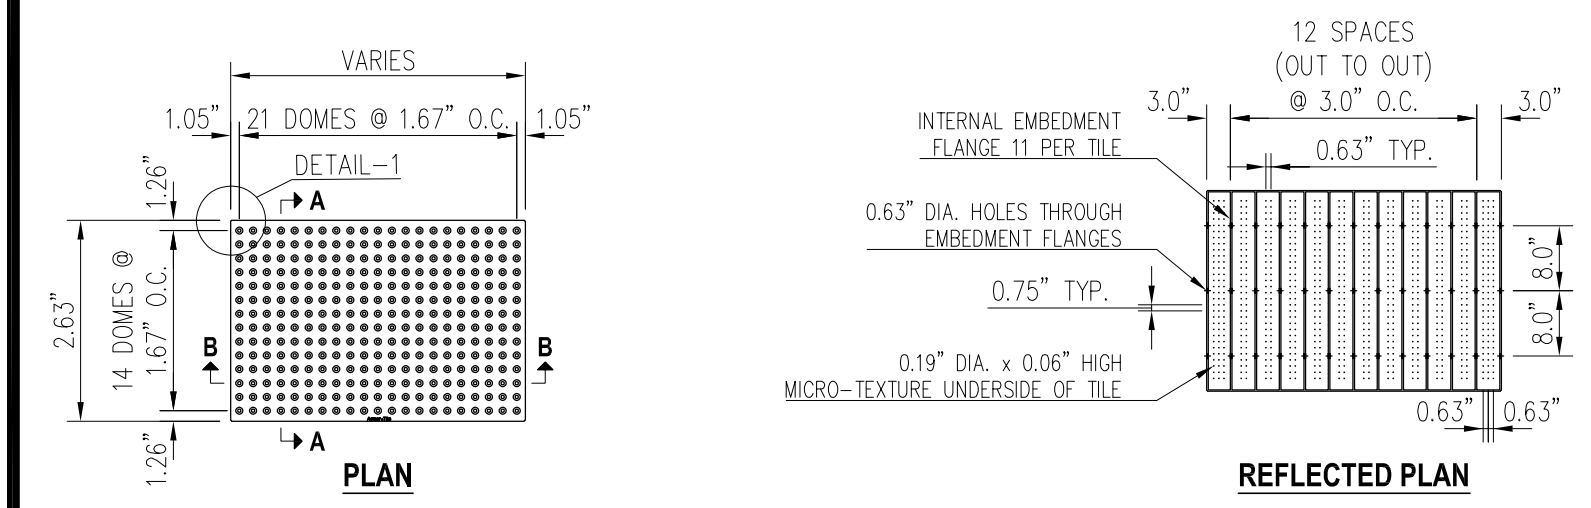 VARIES
1.05" 21 DOMES @ 1.67" O.C. 1.05"
DETAIL-1
A
1.26"
14 DOMES @
1.67" O.C.
2.63"
B
B
1.26"
A
PLAN
12 SPACES
(OUT TO OUT)
3.0" @ 3.0" O.C. 3.0"
INTERNAL EMBEDMENT
FLANGE 11 PER TILE
0.63" TYP.
0.63" DIA. HOLES THROUGH
EMBEDMENT FLANGES
8.0"
0.75" TYP.
8.0"
0.19" DIA. x 0.06" HIGH
MICRO-TEXTURE UNDERSIDE OF TILE
0.63" 0.63"
REFLECTED PLAN